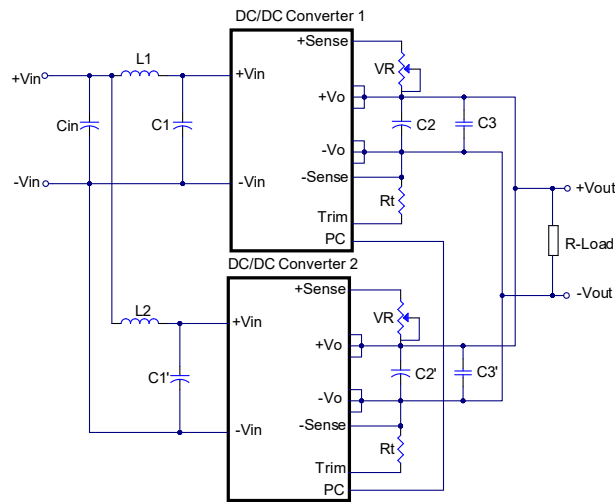 DC/DC Converter 1
+Sense
L1
VR
+Vin
+Vin
+Vo
Cin
C1
C2
C3
-Vo
-Vin
-Vin
-Sense
+Vout
Rt
Trim
PC
R-Load
DC/DC Converter 2
+Sense
-Vout
L2
VR
+Vin
+Vo
C1'
C2'
C3'
-Vo
-Vin
-Sense
Rt
Trim
PC